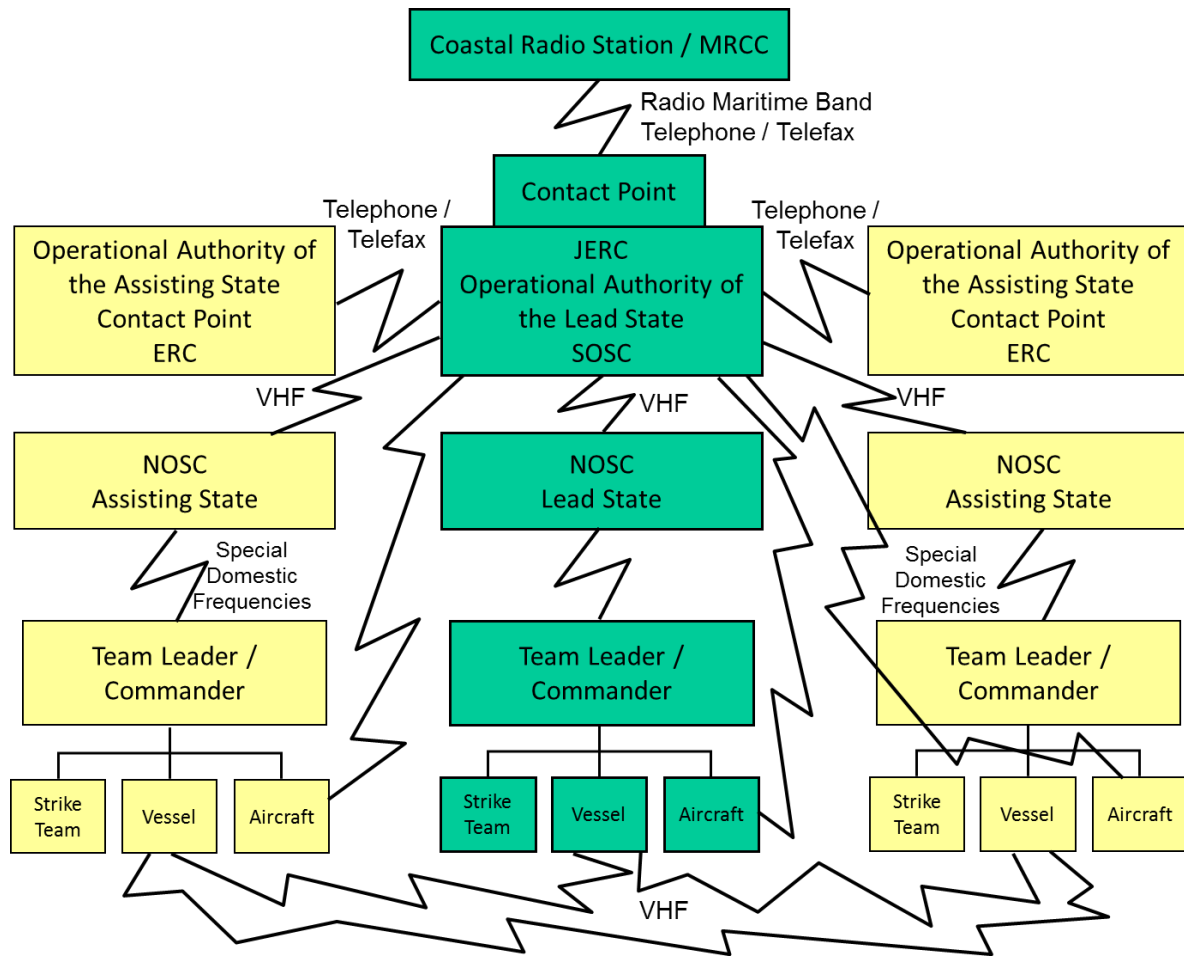 Coastal Radio Station / MRCC
Radio Maritime Band
Telephone / Telefax
Contact Point
Telephone /
Telefax
Telephone /
Telefax
Operational Authority of
the Assisting State
Contact Point
ERC
JERC
Operational Authority of
the Lead State
SOSC
Operational Authority of
the Assisting State
Contact Point
ERC
VHF
VHF
VHF
NOSC
Assisting State
NOSC
Lead State
NOSC
Assisting State
Special
Domestic
Frequencies
Special
Domestic
Frequencies
Team Leader /
Commander
Team Leader /
Commander
Team Leader /
Commander
Strike
Team
Vessel
Aircraft
Strike
Team
Vessel
Aircraft
Strike
Team
Vessel
Aircraft
VHF